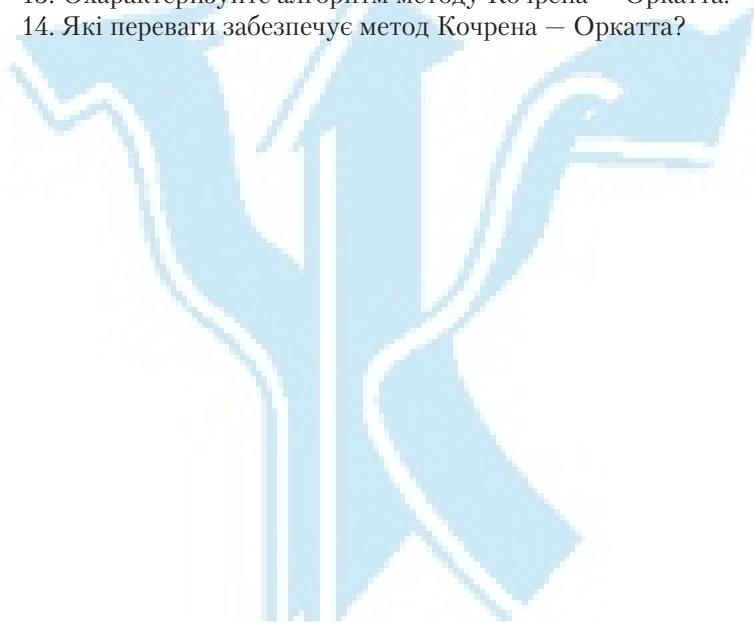 13. Охарактеризуйте алгоритм методу Кочрена — Оркатта.
14. Які переваги забезпечує метод Кочрена — Оркатта?